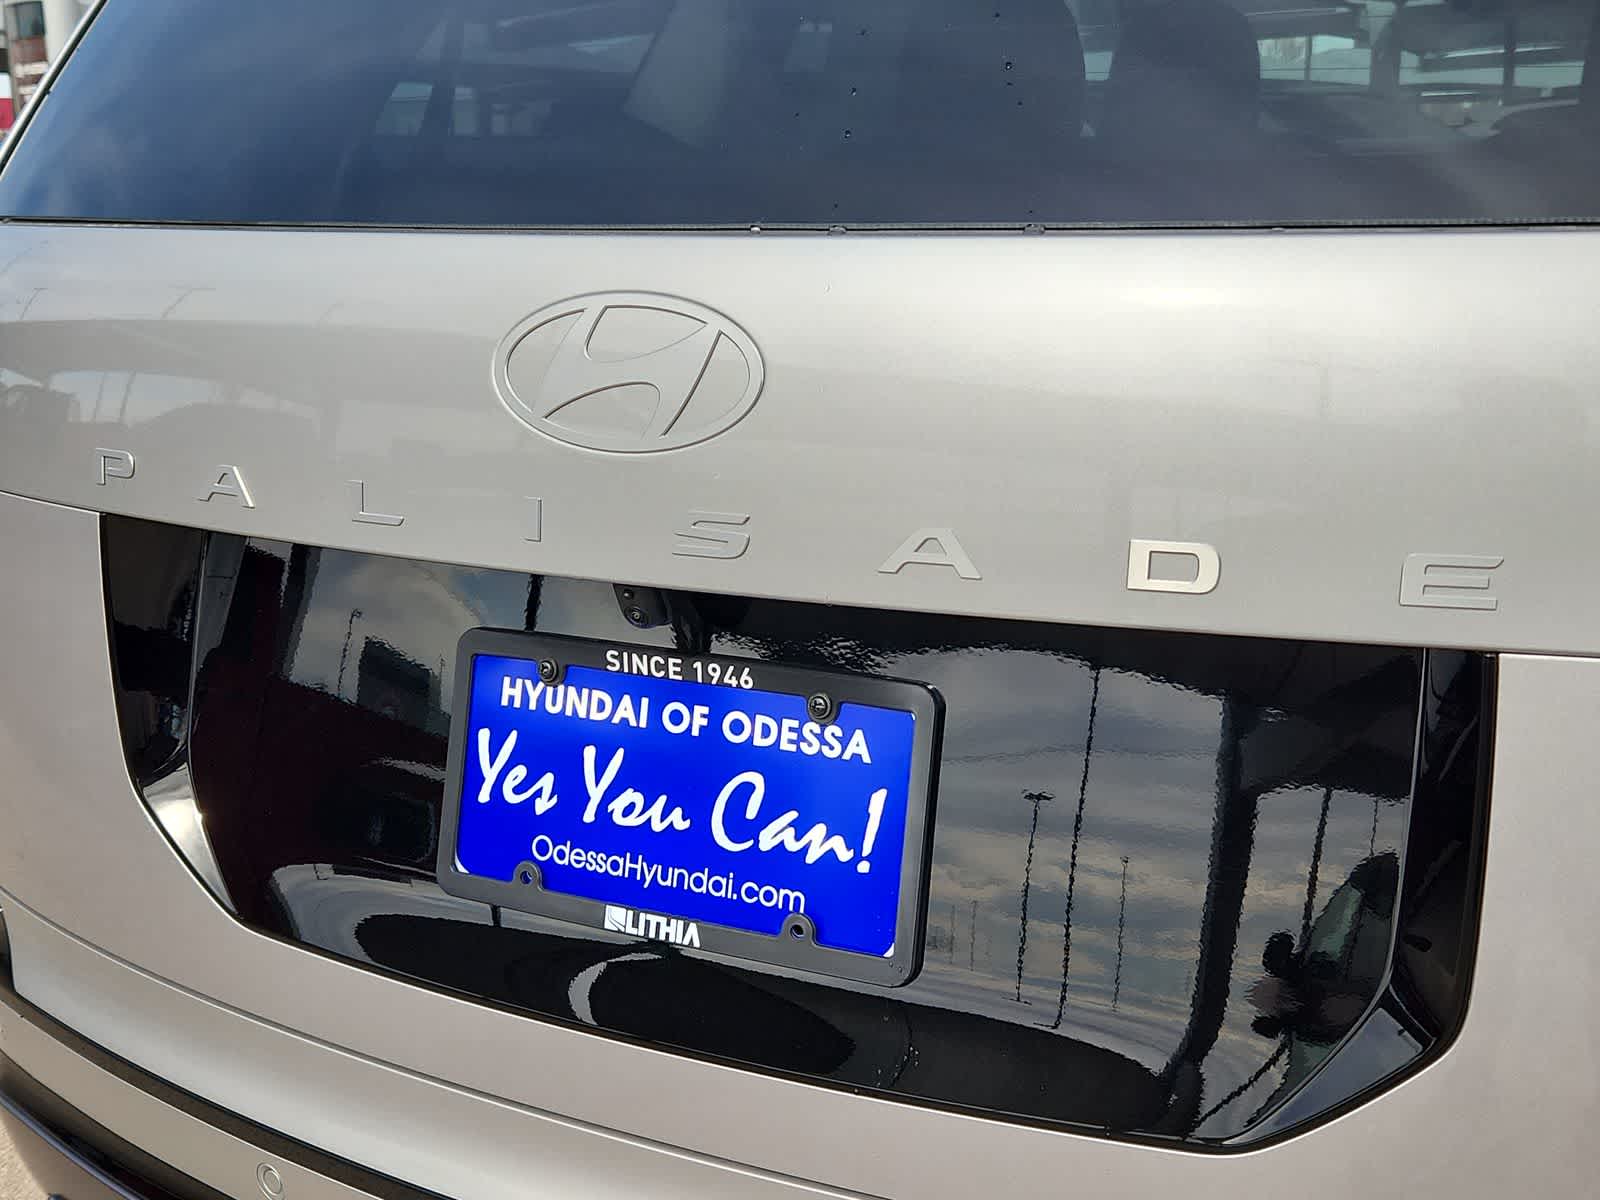 PALISADE
SINCE 1946
HYUNDAI OF ODESSA
Yes You Can!
OdessaHyundai.com
LITHIA